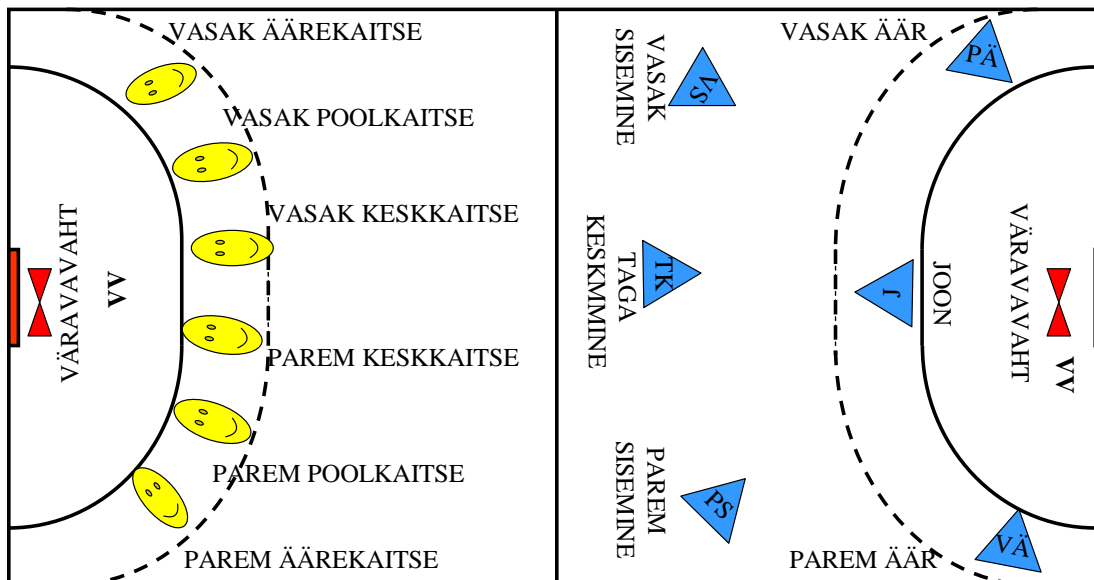 VASAK ÄÄREKAITSE
VASAK POOLKAITSE
VASAK KESKKAITSE
PAREM KESKKAITSE
PAREM POOLKAITSE
PAREM ÄÄREKAITSE
VÄRAVAVAHT
VV
VASAK
SISEMINE
VS
TAGA
KESKMMINE
TK
PAREM
SISEMINE
PS
VASAK ÄÄR
PÄ
JOON
J
PAREM ÄÄR
VÄ
VÄRAVAVAHT
VV